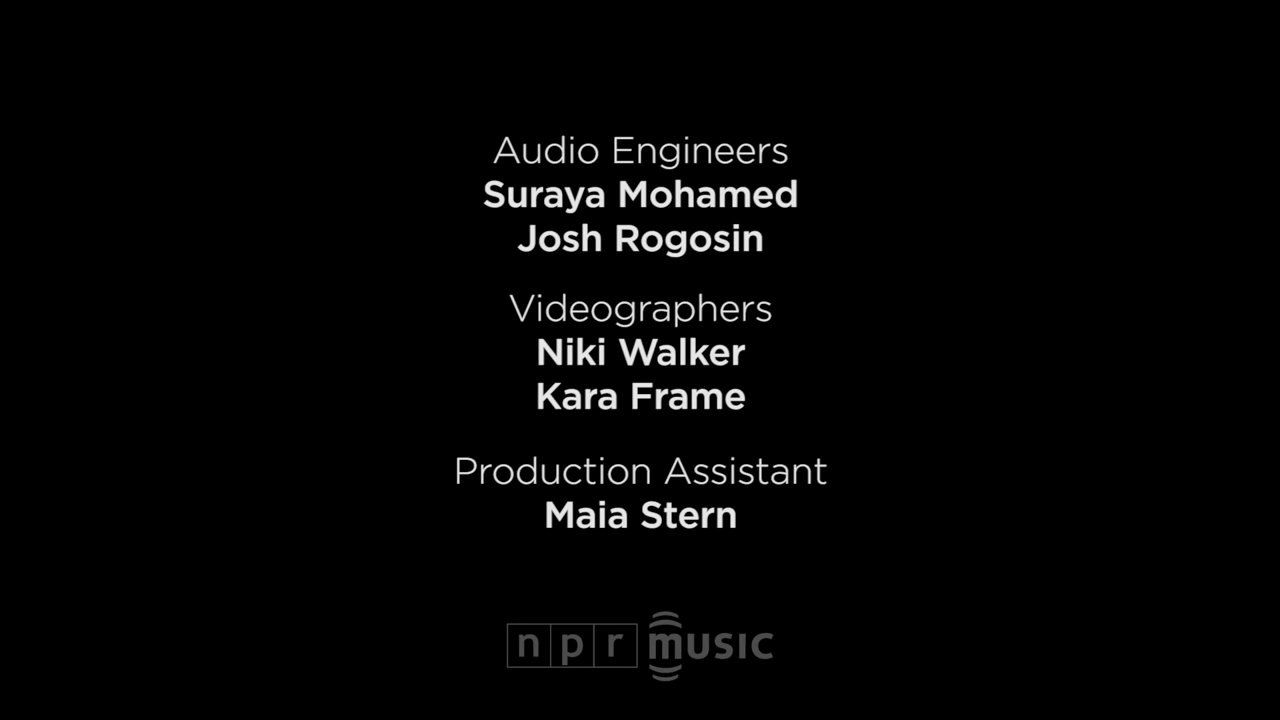 Audio Engineers
Suraya Mohamed
Josh Rogosin
Videographers
Niki Walker
Kara Frame
Production Assistant
Maia Stern
npr music